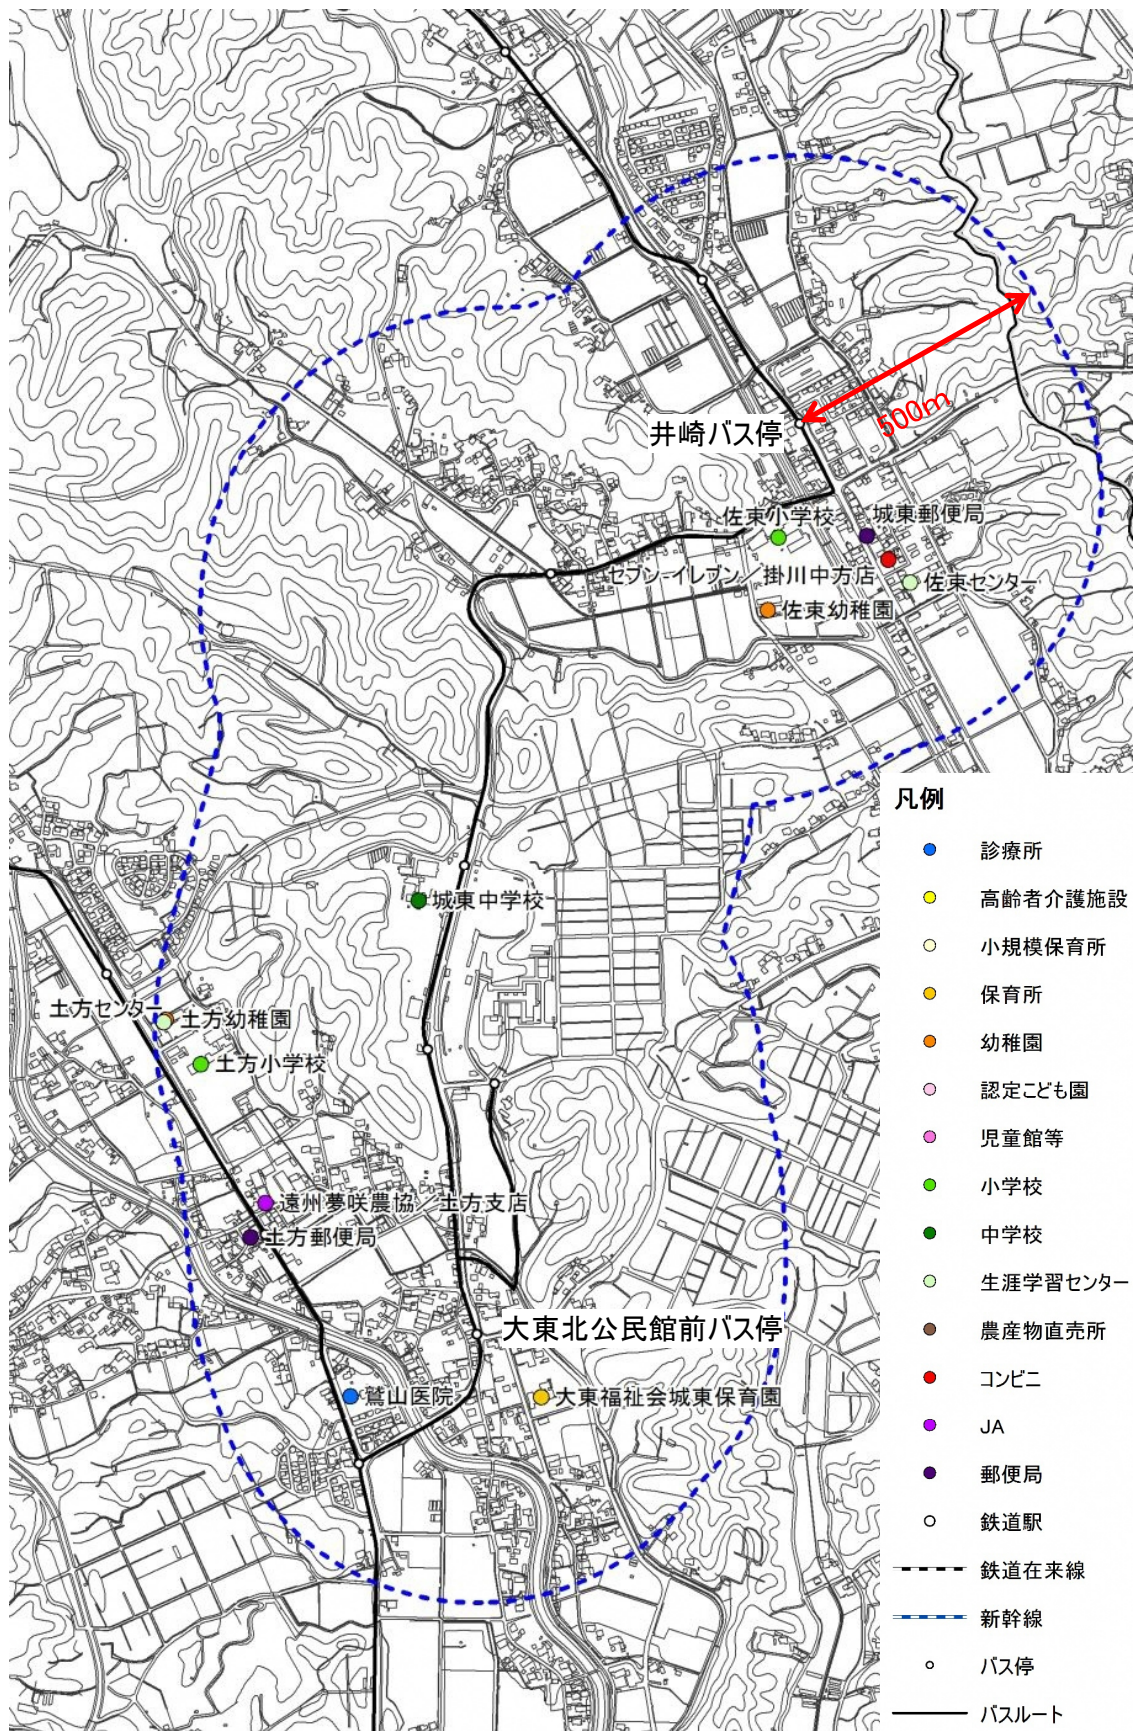 500m
井崎バス停
佐束小学校
城東郵便局
セブン-イレブン 掛川中方店
佐束センター
佐束幼稚園
城東中学校
土方センター
土方幼稚園
土方小学校
遠州夢咲農協 土方支店
土方郵便局
大東北公民館前バス停
鷲山医院
大東福祉会城東保育園
凡例
診療所
高齢者介護施設
小規模保育所
保育所
幼稚園
認定こども園
児童館等
小学校
中学校
生涯学習センター
農産物直売所
コンビニ
JA
郵便局
鉄道駅
鉄道在来線
新幹線
バス停
バスルート